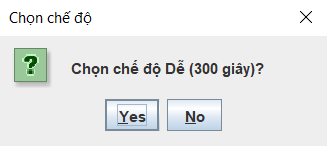 Chọn chế độ
Chọn chế độ Dễ (300 giây)?
Yes No